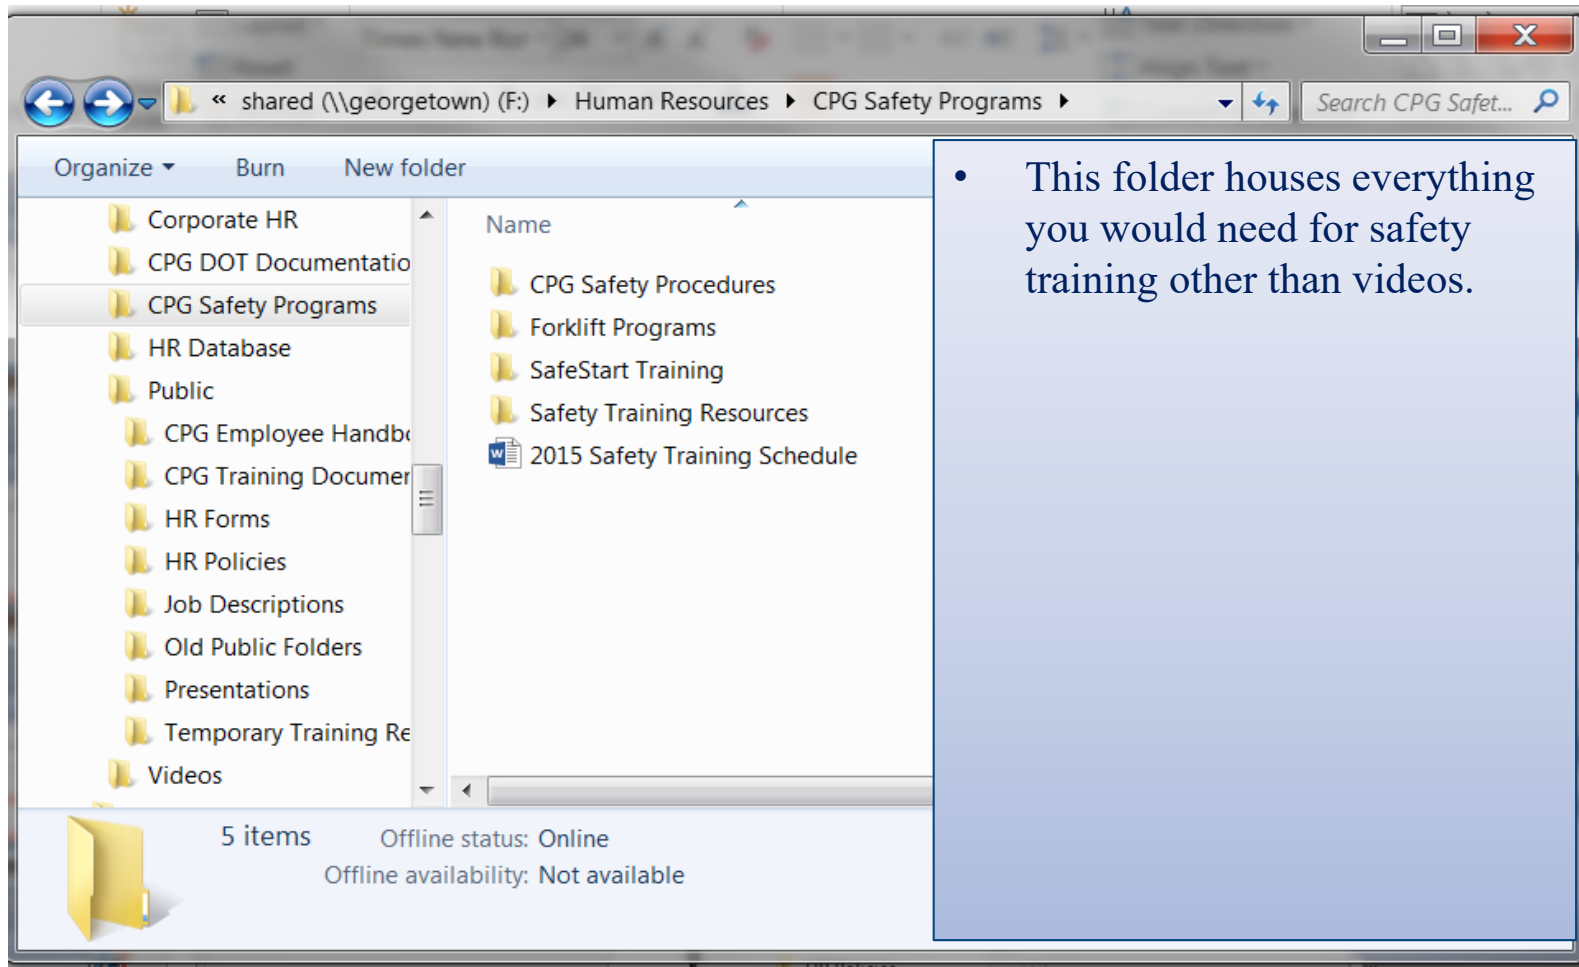 « shared (\\georgetown) (F:) ▸ Human Resources ▸ CPG Safety Programs ▸
Search CPG Safet...
Organize
Burn
New folder
Corporate HR
CPG DOT Documentatio
CPG Safety Programs
HR Database
Public
CPG Employee Handbo
CPG Training Documen
HR Forms
HR Policies
Job Descriptions
Old Public Folders
Presentations
Temporary Training Re
Videos
Name
CPG Safety Procedures
Forklift Programs
SafeStart Training
Safety Training Resources
2015 Safety Training Schedule
• This folder houses everything
you would need for safety
training other than videos.
5 items
Offline status: Online
Offline availability: Not available